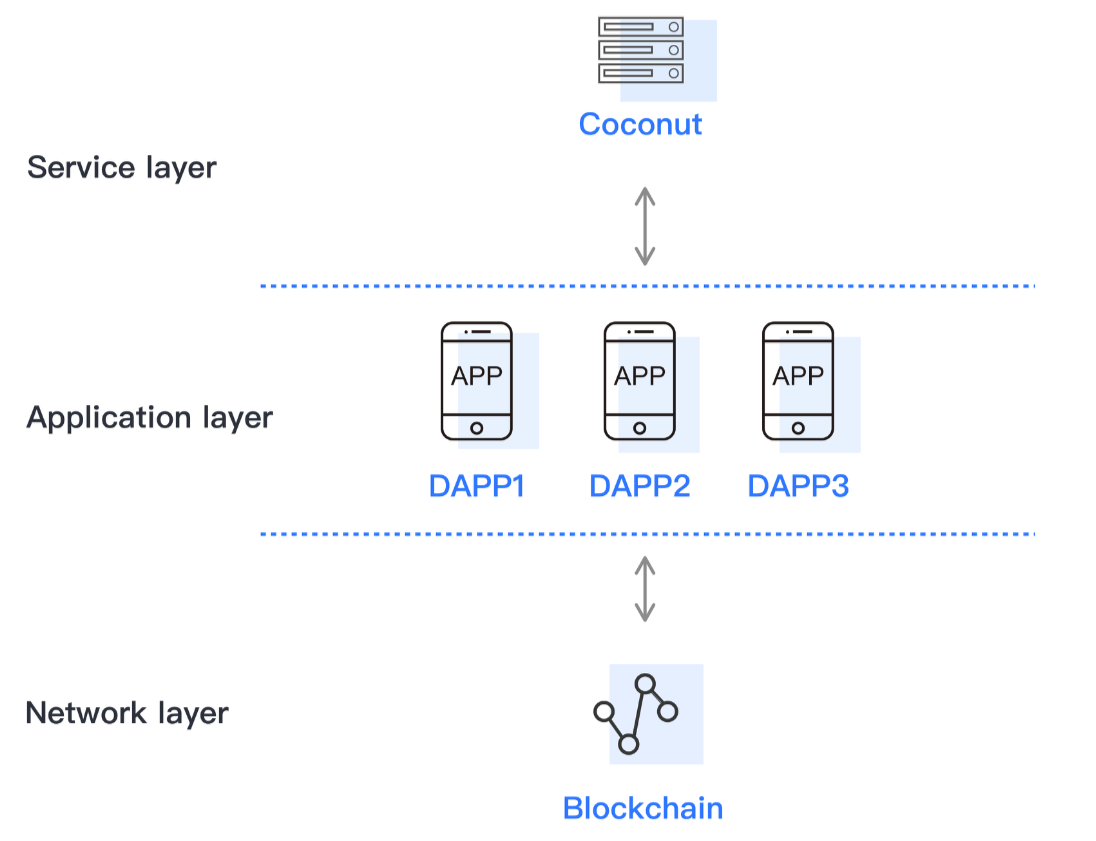 Coconut
Service layer
APP
APP
APP
Application layer
DAPP1
DAPP2
DAPP3
Network layer
Blockchain